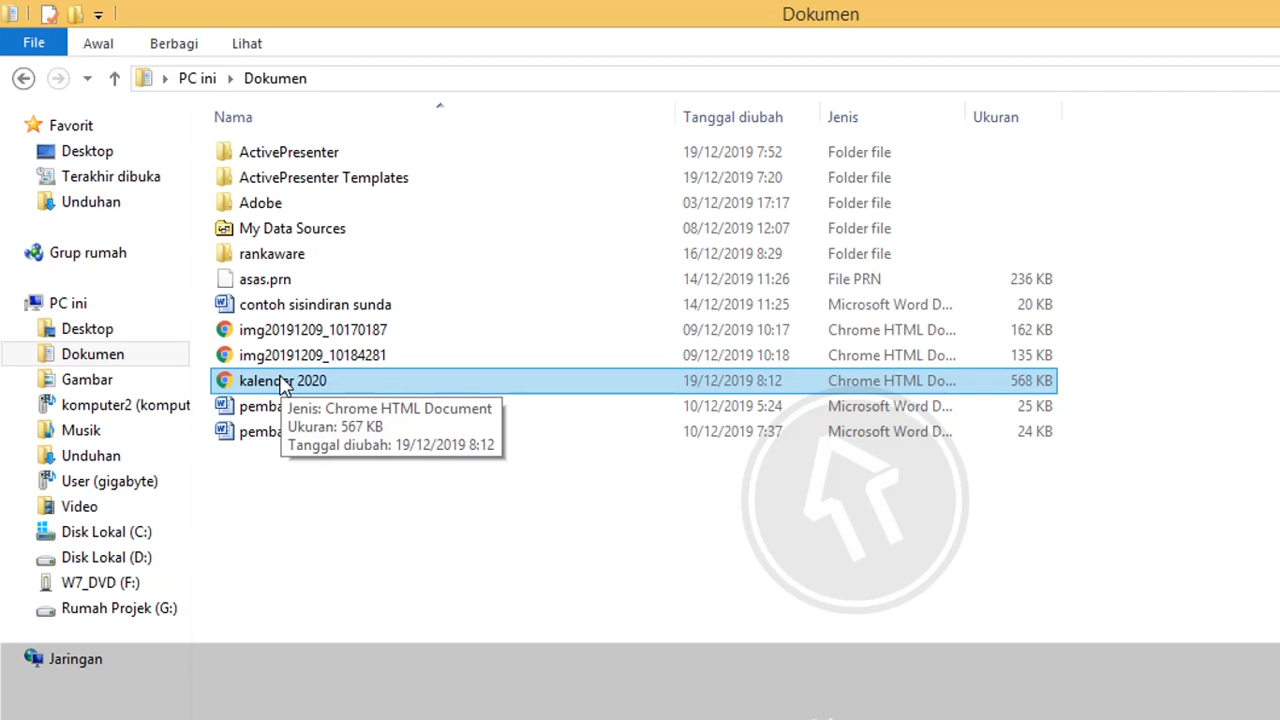 Dokumen
File Awal Berbagi Lihat
PC ini Dokumen
Nama Tanggal diubah Jenis Ukuran
Favorit
Desktop
Terakhir dibuka
Unduhan
Grup rumah
PC ini
Desktop
Dokumen
Gambar
komputer2 (komput
Musik
Unduhan
User (gigabyte)
Video
Disk Lokal (C:)
Disk Lokal (D:)
W7_DVD (F:)
Rumah Projek (G:)
Jaringan
ActivePresenter 19/12/2019 7:52 Folder file
ActivePresenter Templates 19/12/2019 7:20 Folder file
Adobe 03/12/2019 17:17 Folder file
My Data Sources 08/12/2019 12:07 Folder file
rankaware 16/12/2019 8:29 Folder file
asas.prn 14/12/2019 11:26 File PRN 236 KB
contoh sisindiran sunda 14/12/2019 11:25 Microsoft Word D... 20 KB
img20191209_10170187 09/12/2019 10:17 Chrome HTML Do... 162 KB
img20191209_10184281 09/12/2019 10:18 Chrome HTML Do... 135 KB
kalender 2020 19/12/2019 8:12 Chrome HTML Do... 568 KB
pemba 10/12/2019 5:24 Microsoft Word D... 25 KB
pemba 10/12/2019 7:37 Microsoft Word D... 24 KB
Jenis: Chrome HTML Document
Ukuran: 567 KB
Tanggal diubah: 19/12/2019 8:12